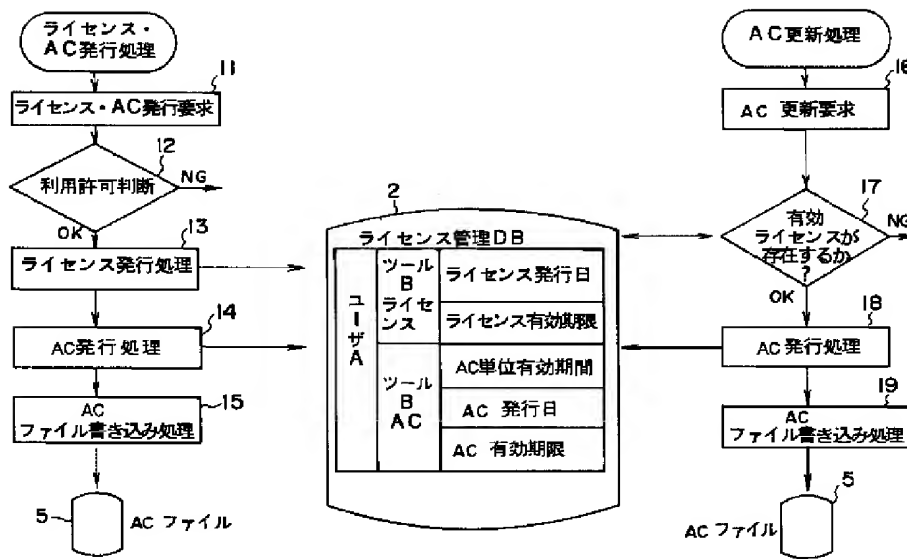 ライセンス・
AC発行処理
11
ライセンス・AC発行要求
12
利用許可判断
NG
OK
13
ライセンス発行処理
14
AC発行処理
15
AC
ファイル書き込み処理
5
AC ファイル
2
ライセンス管理DB
ユーザA
ツール
B
ライセンス
ライセンス発行日
ライセンス有効期限
ツール
B
AC
AC単位有効期間
AC 発行日
AC 有効期限
AC更新処理
16
AC 更新要求
17
有効
ライセンスが
存在するか
?
NG
OK
18
AC発行処理
19
AC
ファイル書き込み処理
5
AC ファイル